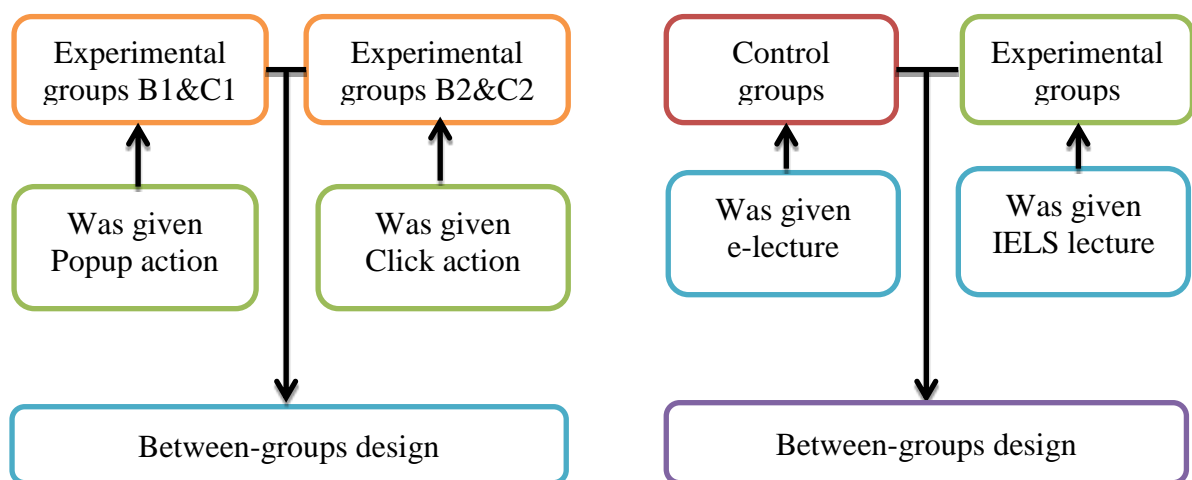 Experimental
groups B1&C1
Experimental
groups B2&C2
Was given
Popup action
Was given
Click action
Between-groups design
Control
groups
Experimental
groups
Was given
e-lecture
Was given
IELS lecture
Between-groups design